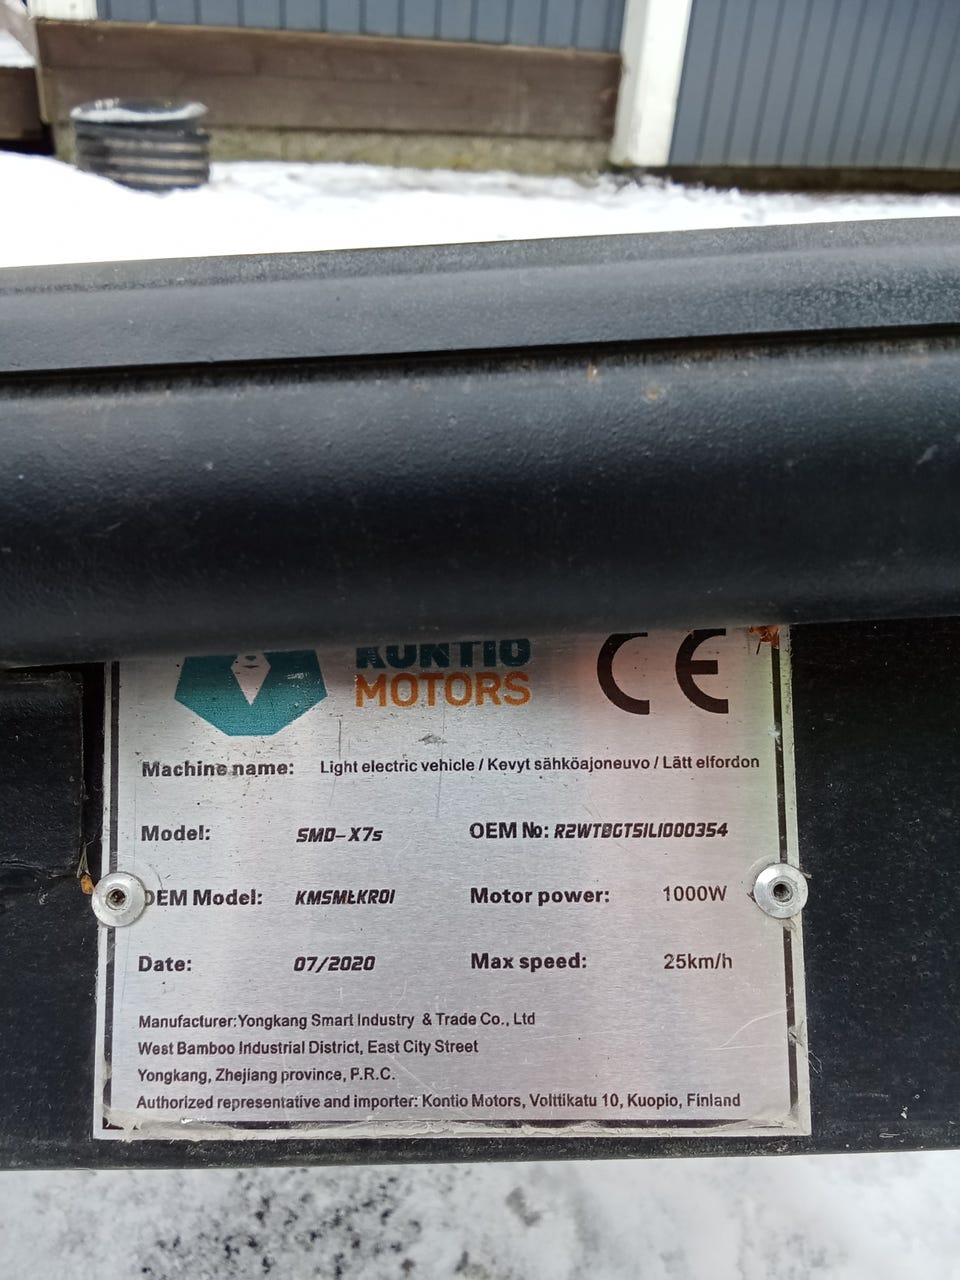 KONTIO
MOTORS
CE
Machine name: Light electric vehicle / Kevyt sähköajoneuvo / Lätt elfordon
Model: SMD-X7s OEM No: R2WTBGTS1L1000354
OEM Model: KMSMLKR01 Motor power: 1000W
Date: 07/2020 Max speed: 25km/h
Manufacturer:Yongkang Smart Industry & Trade Co., Ltd
West Bamboo Industrial District, East City Street
Yongkang, Zhejiang province, P.R.C.
Authorized representative and importer: Kontio Motors, Volttikatu 10, Kuopio, Finland